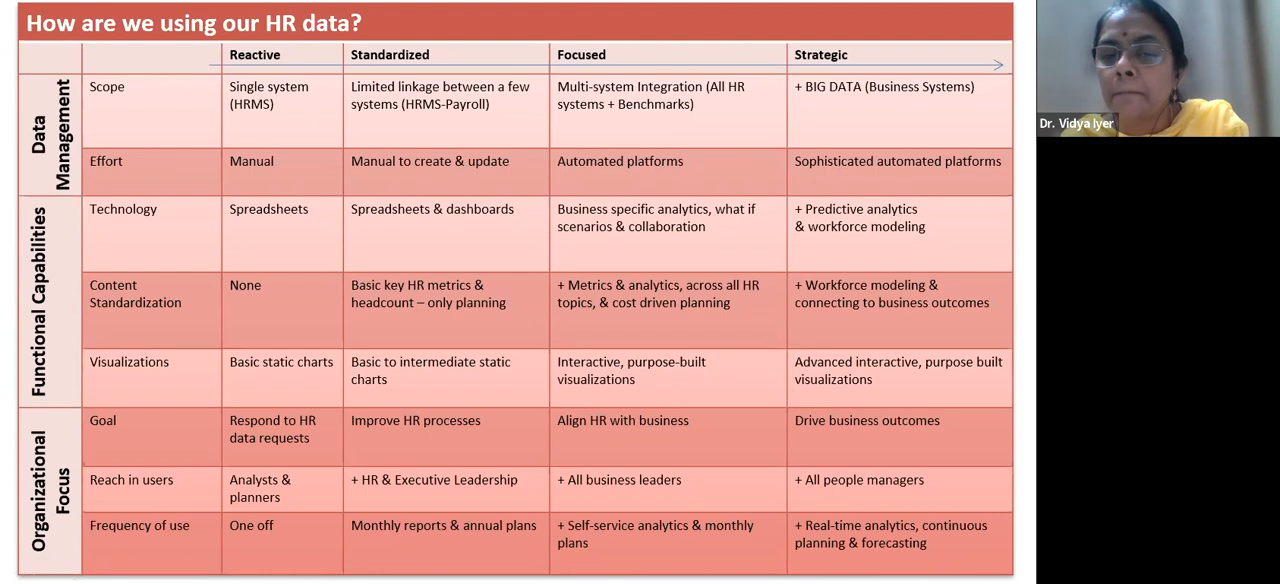 How are we using our HR data?
Reactive Standardized Focused Strategic
Data
Management
Scope
Single system
(HRMS)
Limited linkage between a few
systems (HRMS-Payroll)
Multi-system Integration (All HR
systems + Benchmarks)
+ BIG DATA (Business Systems)
Effort
Manual
Manual to create & update
Automated platforms
Sophisticated automated platforms
Functional Capabilities
Technology
Spreadsheets
Spreadsheets & dashboards
Business specific analytics, what if
scenarios & collaboration
+ Predictive analytics
& workforce modeling
Content
Standardization
None
Basic key HR metrics &
headcount – only planning
+ Metrics & analytics, across all HR
topics, & cost driven planning
+ Workforce modeling &
connecting to business outcomes
Visualizations
Basic static charts
Basic to intermediate static
charts
Interactive, purpose-built
visualizations
Advanced interactive, purpose built
visualizations
Organizational
Focus
Goal
Respond to HR
data requests
Improve HR processes
Align HR with business
Drive business outcomes
Reach in users
Analysts &
planners
+ HR & Executive Leadership
+ All business leaders
+ All people managers
Frequency of use
One off
Monthly reports & annual plans
+ Self-service analytics & monthly
plans
+ Real-time analytics, continuous
planning & forecasting
Dr. Vidya Iyer